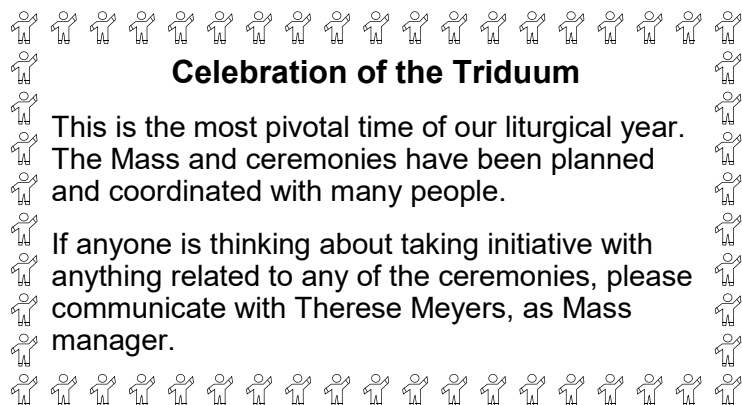 Celebration of the Triduum
This is the most pivotal time of our liturgical year.
The Mass and ceremonies have been planned
and coordinated with many people.
If anyone is thinking about taking initiative with
anything related to any of the ceremonies, please
communicate with Therese Meyers, as Mass
manager.